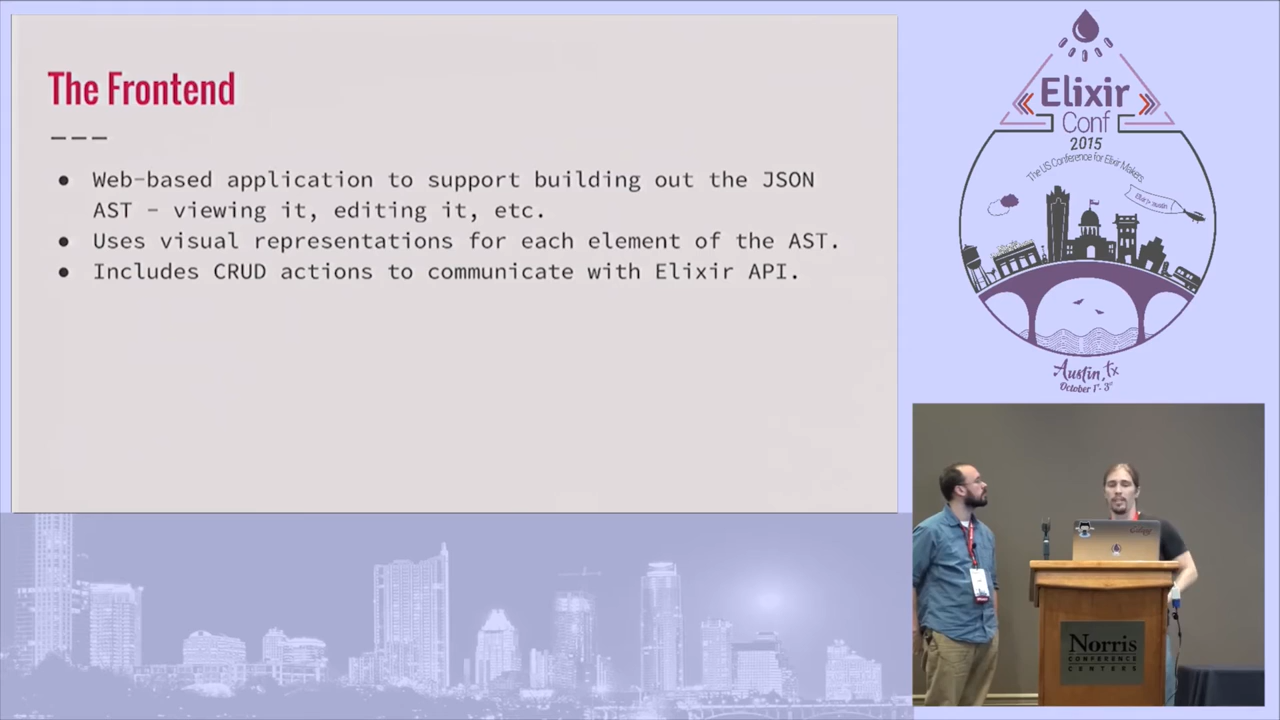 The Frontend
---
● Web-based application to support building out the JSON
AST - viewing it, editing it, etc.
● Uses visual representations for each element of the AST.
● Includes CRUD actions to communicate with Elixir API.
Elixir
Conf
2015
The US Conference for Elixir Makers
Austin, tx
October 1st - 3rd
Norris
CONFERENCE
CENTERS